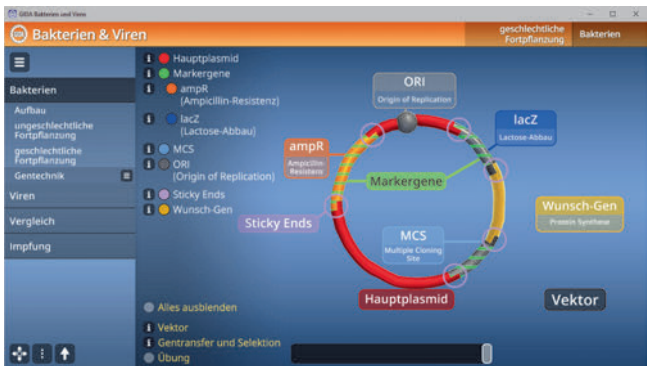 GIDA Bakterien und Viren
Bakterien & Viren
geschlechtliche
Fortpflanzung
Bakterien
Bakterien
Aufbau
ungeschlechtliche
Fortpflanzung
geschlechtliche
Fortpflanzung
Gentechnik
Viren
Vergleich
Impfung
Hauptplasmid
Markergene
ampR
(Ampicillin-Resistenz)
lacZ
(Lactose-Abbau)
MCS
ORI
(Origin of Replication)
Sticky Ends
Wunsch-Gen
Alles ausblenden
Vektor
Gentransfer und Selektion
Übung
ORI
Origin of Replication
lacZ
Lactose-Abbau
ampR
Ampicillin-
Resistenz
Markergene
Wunsch-Gen
Protein Synthese
Sticky Ends
MCS
Multiple Cloning
Site
Hauptplasmid
Vektor